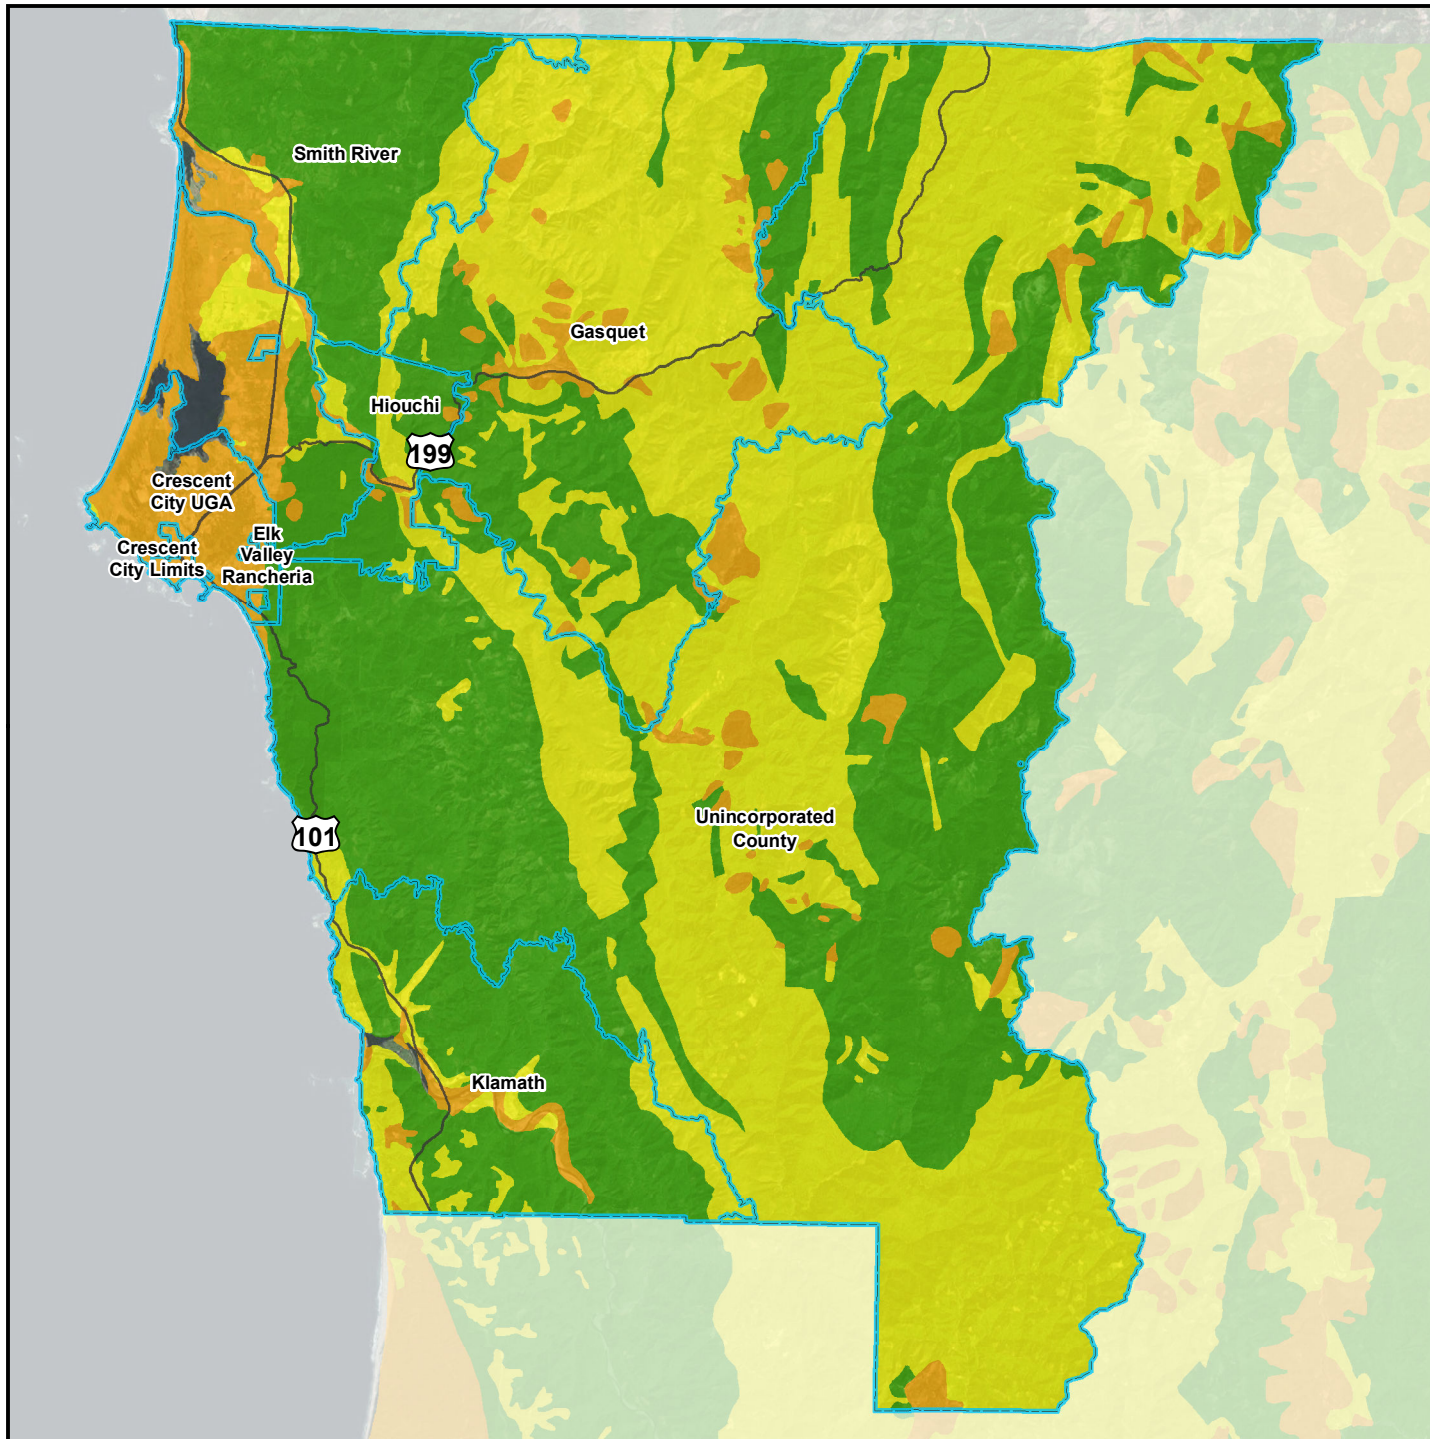 Smith River
Gasquet
Hiouchi
199
Crescent
City UGA
Elk
Valley
Rancheria
Crescent
City Limits
Unincorporated
County
101
Klamath